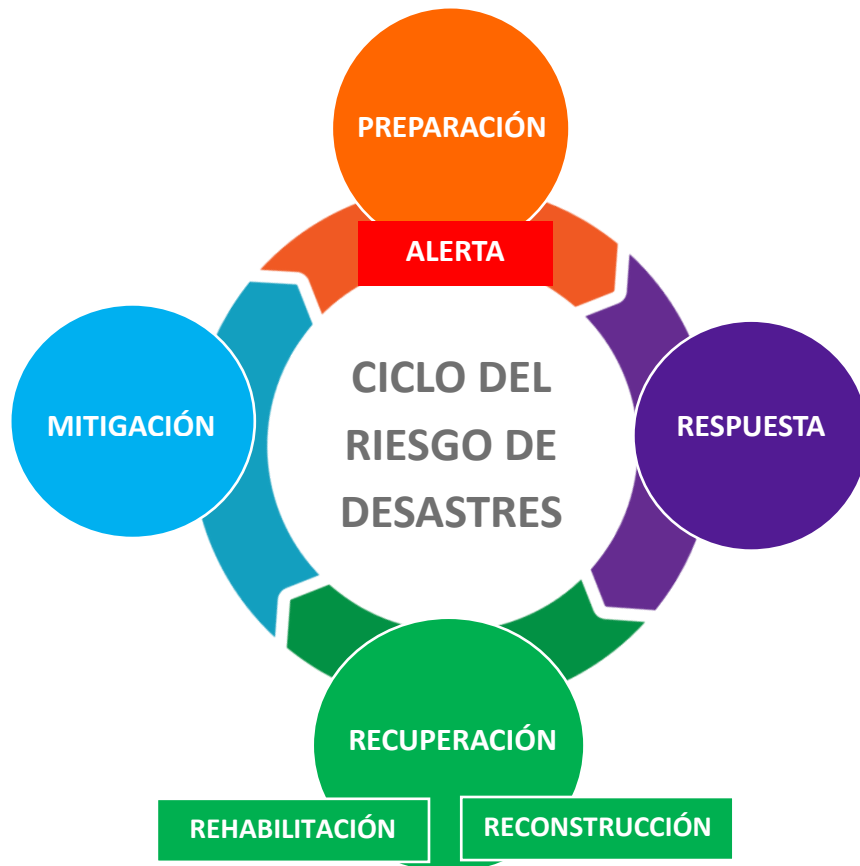 PREPARACIÓN
ALERTA
CICLO DEL
RIESGO DE
DESASTRES
MITIGACIÓN
RESPUESTA
RECUPERACIÓN
REHABILITACIÓN
RECONSTRUCCIÓN